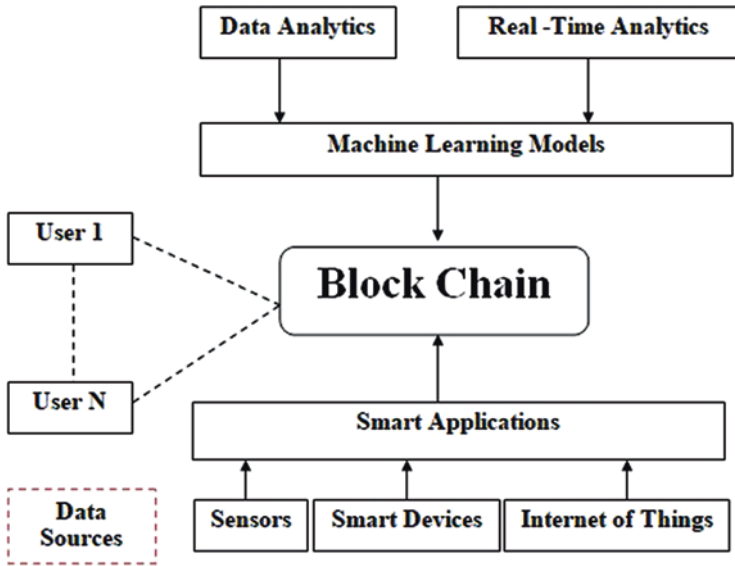 Data Analytics
Real -Time Analytics
Machine Learning Models
User 1
Block Chain
User N
Smart Applications
Data
Sources
Sensors
Smart Devices
Internet of Things